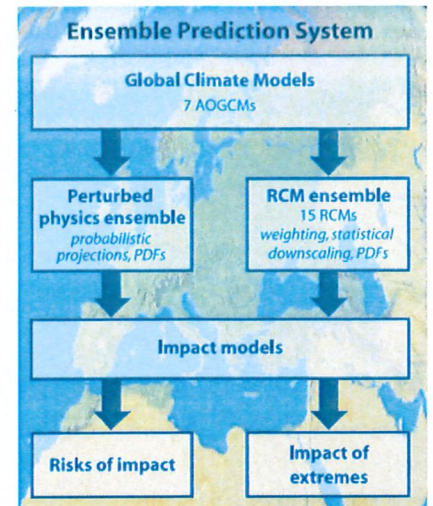 Ensemble Prediction System
Global Climate Models
7 AOGCMs
Perturbed
physics ensemble
probabilistic
projections, PDFs
RCM ensemble
15 RCMs
weighting, statistical
downscaling, PDFs
Impact models
Risks of impact
Impact of
extremes